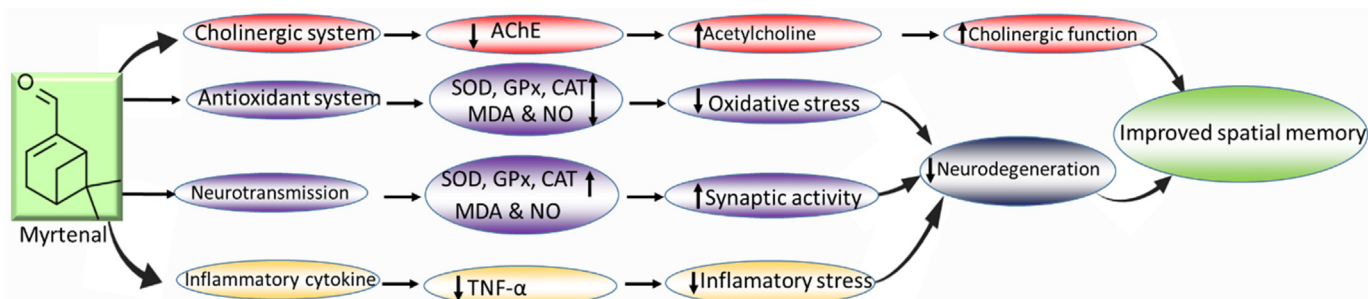 Cholinergic system
↓ AChE
↑Acetylcholine
↑Cholinergic function
O
Myrtenal
Antioxidant system
SOD, GPx, CAT↑
MDA & NO ↓
↓ Oxidative stress
Neurotransmission
SOD, GPx, CAT ↑
MDA & NO
↑Synaptic activity
Inflammatory cytokine
↓TNF-α
↓Inflamatory stress
↓Neurodegeneration
Improved spatial memory